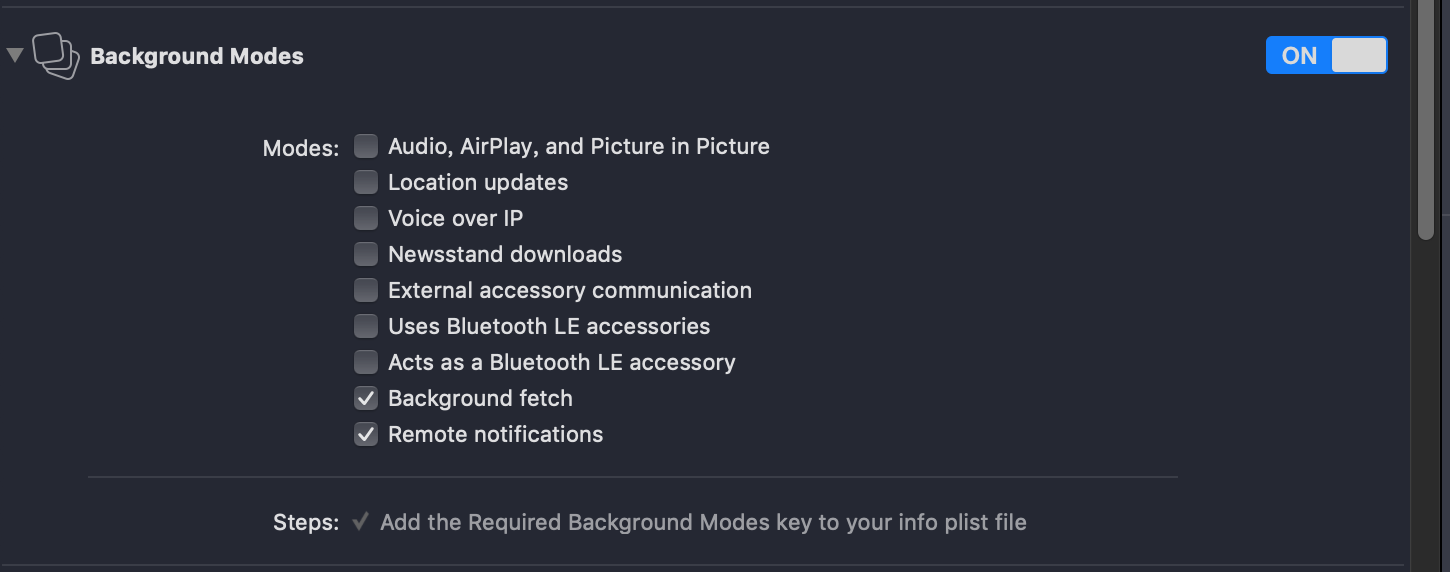 Background Modes
ON
Modes:
Audio, AirPlay, and Picture in Picture
Location updates
Voice over IP
Newsstand downloads
External accessory communication
Uses Bluetooth LE accessories
Acts as a Bluetooth LE accessory
Background fetch
Remote notifications
Steps: Add the Required Background Modes key to your info plist file